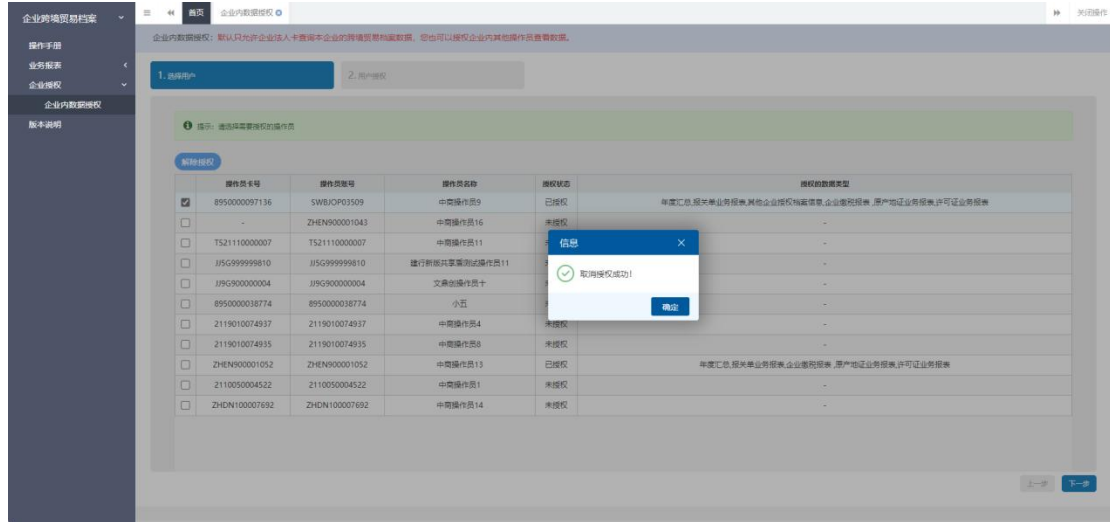 企业跨境贸易档案
首页 企业内数据授权
关闭操作
操作手册
业务报表
企业授权
企业内数据授权
版本说明
企业内数据授权：默认只允许企业法人卡查询本企业的跨境贸易档案数据，您也可以授权企业内其他操作员查看数据。
1. 选择用户 2. 用户授权
提示：请选择需要授权的操作员
解除授权
操作员卡号 操作员账号 操作员名称 授权状态 授权的数据类型
8950000097136 SWBJOP03509 中商操作员9 已授权 年度汇总,报关单业务报表,其他企业授权档案信息,企业缴税报表 ,原产地证业务报表,许可证业务报表
- ZHEN900001043 中商操作员16 未授权 -
TS21110000007 TS21110000007 中商操作员11 -
JJ5G999999810 JJ5G999999810 建行新版共享票测试操作员11 -
JJ9G900000004 JJ9G900000004 文鼎创操作员十 -
8950000038774 8950000038774 小五 -
2119010074937 2119010074937 中商操作员4 未授权 -
2119010074935 2119010074935 中商操作员8 未授权 -
ZHEN900001052 ZHEN900001052 中商操作员13 已授权 年度汇总,报关单业务报表,企业缴税报表 ,原产地证业务报表,许可证业务报表
2110050004522 2110050004522 中商操作员1 未授权 -
ZHDN100007692 ZHDN100007692 中商操作员14 未授权 -
信息
取消授权成功!
确定
上一步 下一步